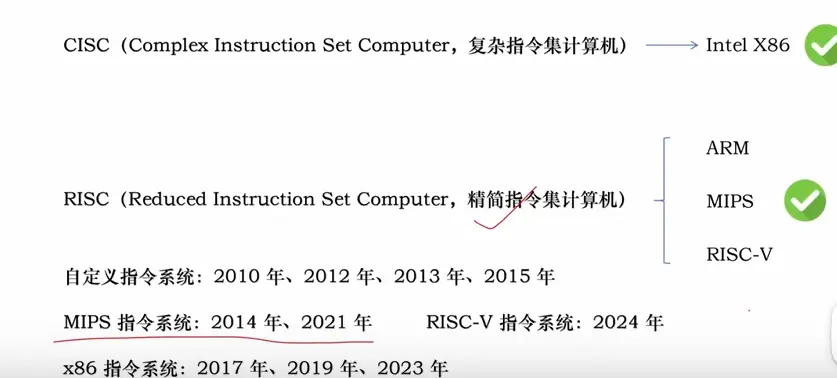 CISC（Complex Instruction Set Computer，复杂指令集计算机） Intel X86
ARM
RISC（Reduced Instruction Set Computer，精简指令集计算机） MIPS
RISC-V
自定义指令系统：2010 年、2012 年、2013 年、2015 年
MIPS 指令系统：2014 年、2021 年 RISC-V 指令系统：2024 年
x86 指令系统：2017 年、2019 年、2023 年